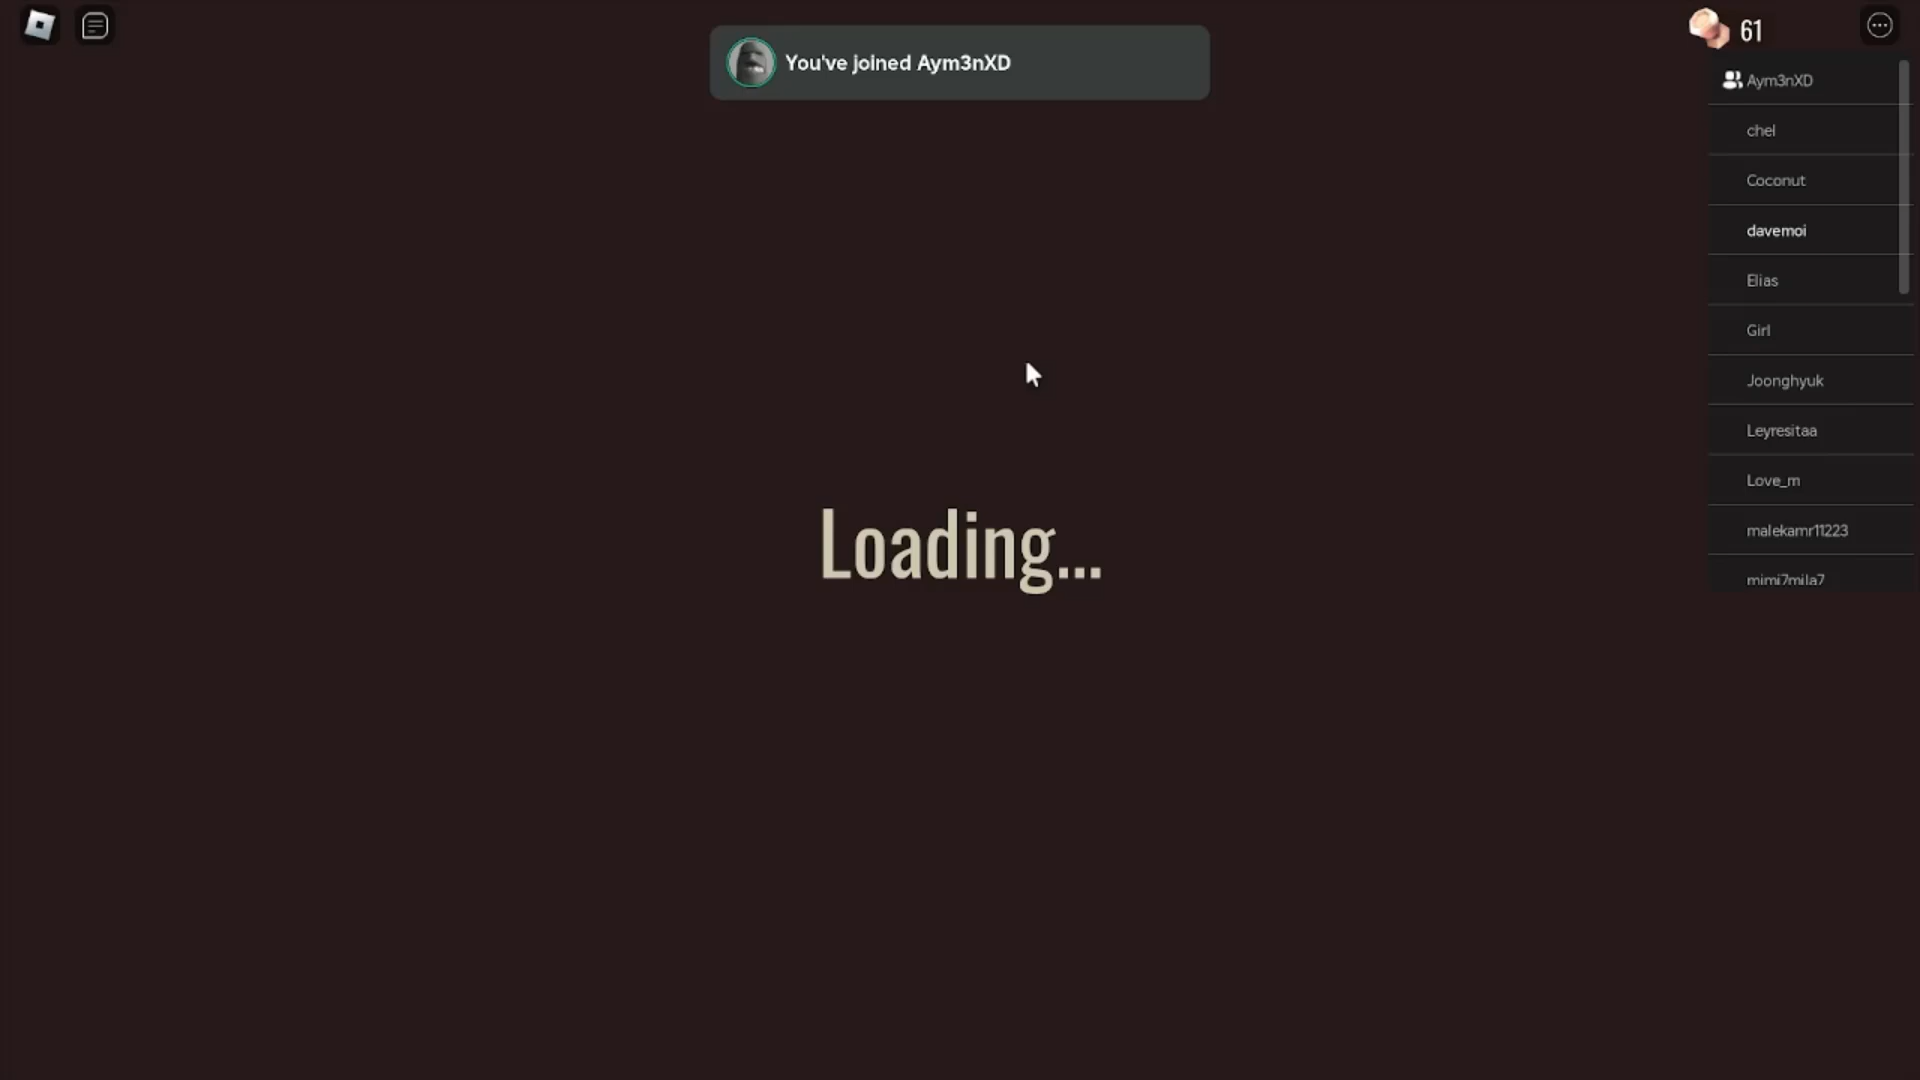 You've joined Aym3nXD
61
Aym3nXD
chel
Coconut
davemoi
Elias
Girl
Joonghyuk
Leyresitaa
Love_m
malekamr11223
mimi7mila7
Loading...